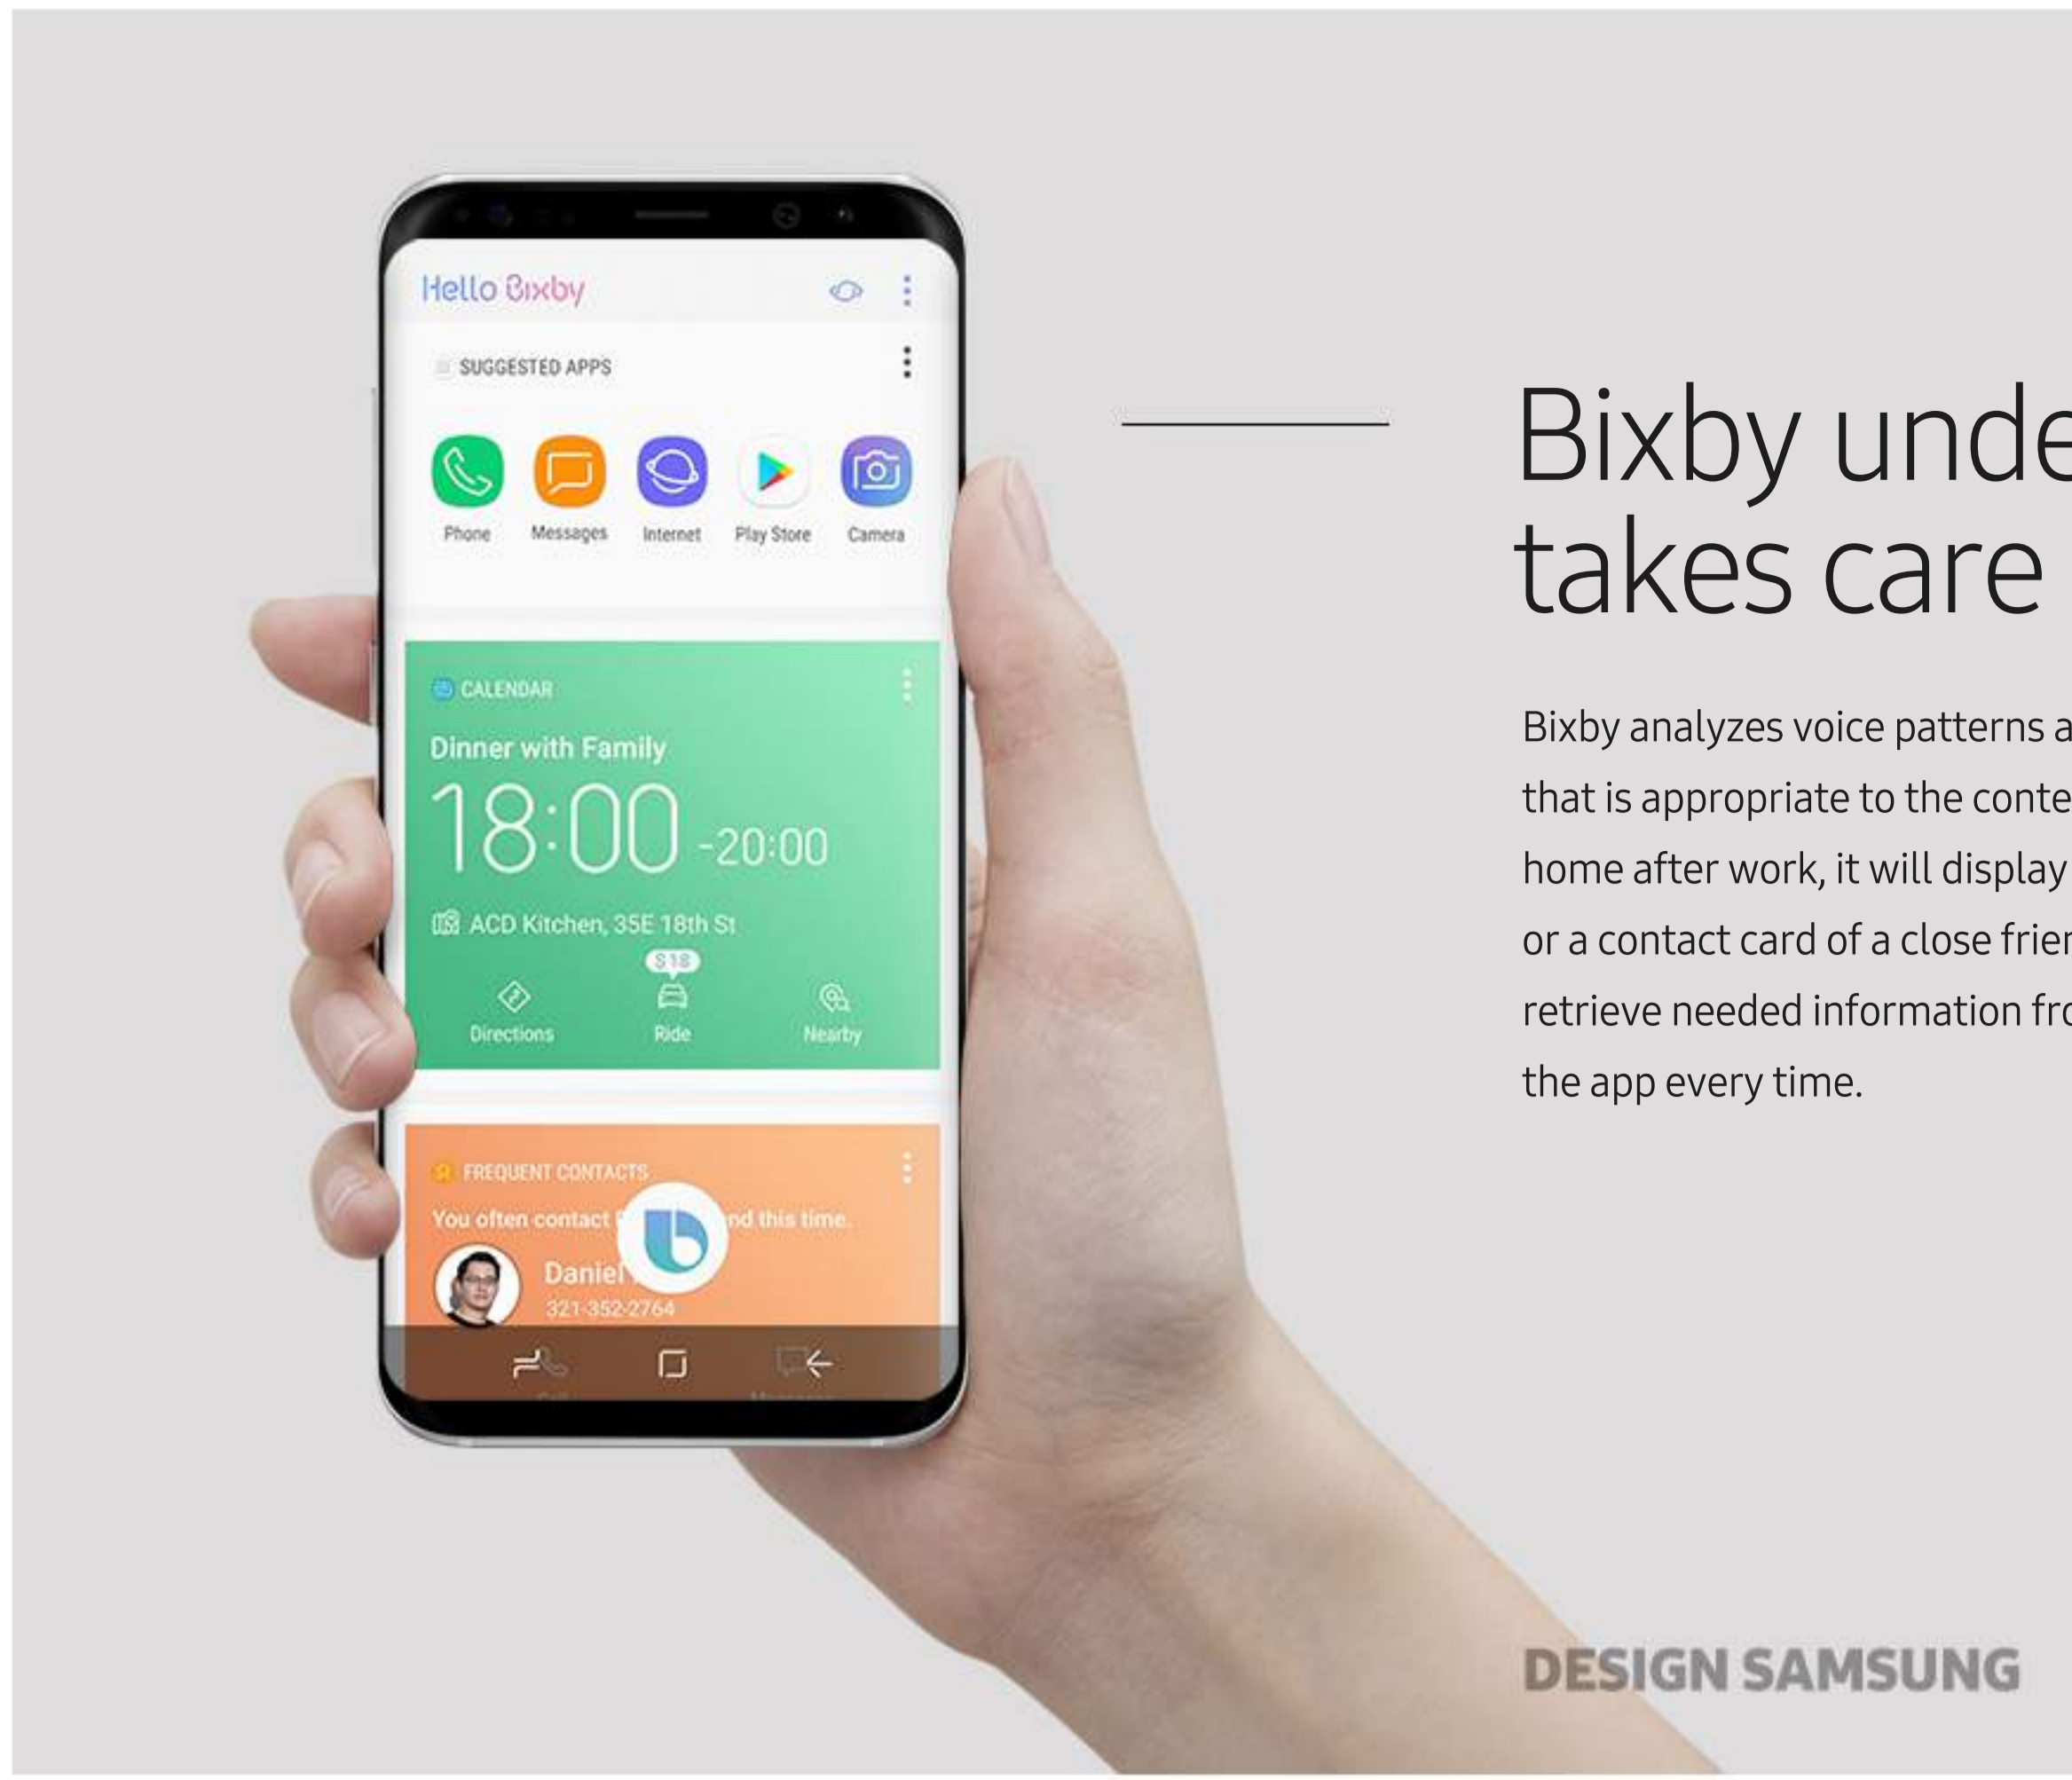 Hello Bixby
SUGGESTED APPS
Phone Messages Internet Play Store Camera
CALENDAR
Dinner with Family
18:00 -20:00
ACD Kitchen, 35E 18th St
$18
Directions Ride Nearby
FREQUENT CONTACTS
You often contact nd this time.
Daniel
321-352-2764
Bixby unde
takes care
Bixby analyzes voice patterns a
that is appropriate to the conte
home after work, it will display
or a contact card of a close frien
retrieve needed information fro
the app every time.
DESIGN SAMSUNG